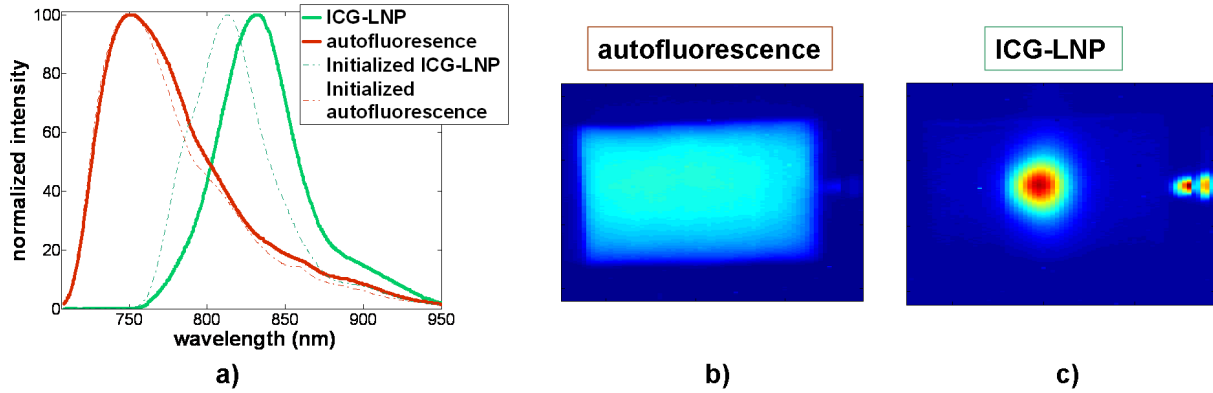 100
80
60
40
20
0
normalized intensity
750
800
850
900
950
wavelength (nm)
ICG-LNP
autofluoresence
Initialized ICG-LNP
Initialized
autofluorescence
a)
autofluorescence
b)
ICG-LNP
c)